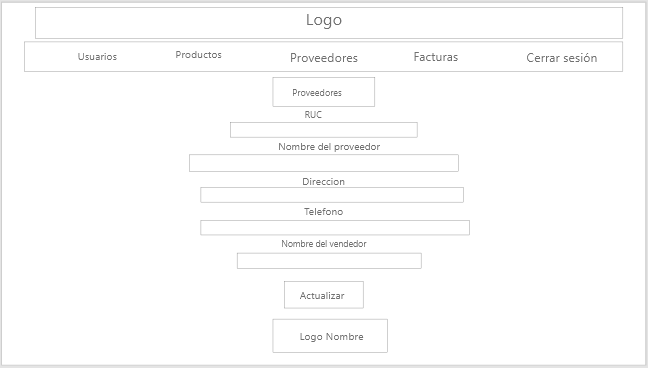 Logo
Usuarios Productos Proveedores Facturas Cerrar sesión
Proveedores
RUC
Nombre del proveedor
Direccion
Telefono
Nombre del vendedor
Actualizar
Logo Nombre